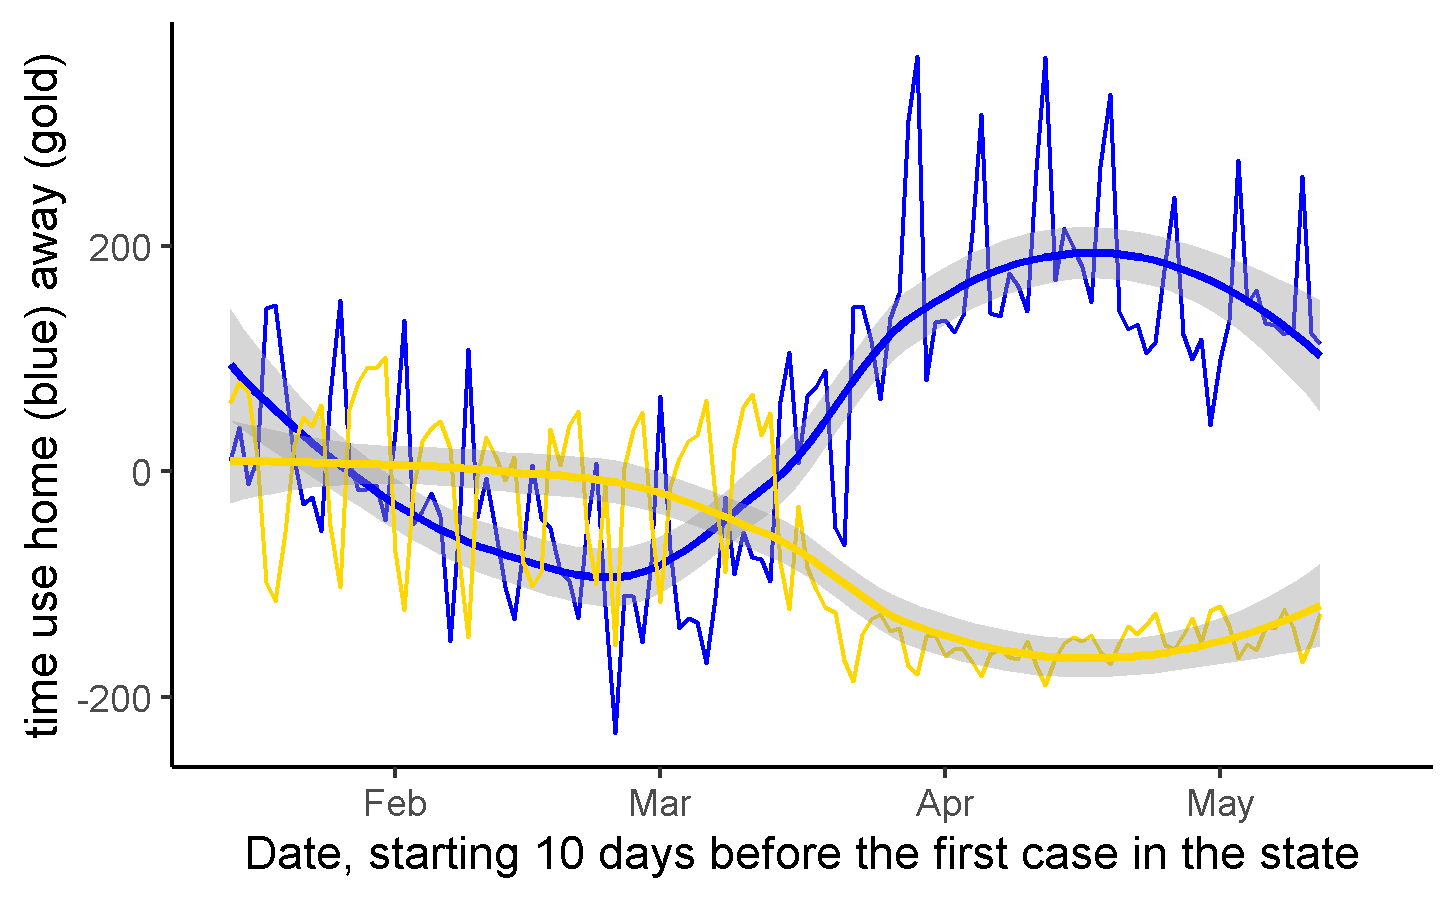 time use home (blue) away (gold)
200
0
-200
Feb Mar Apr May
Date, starting 10 days before the first case in the state